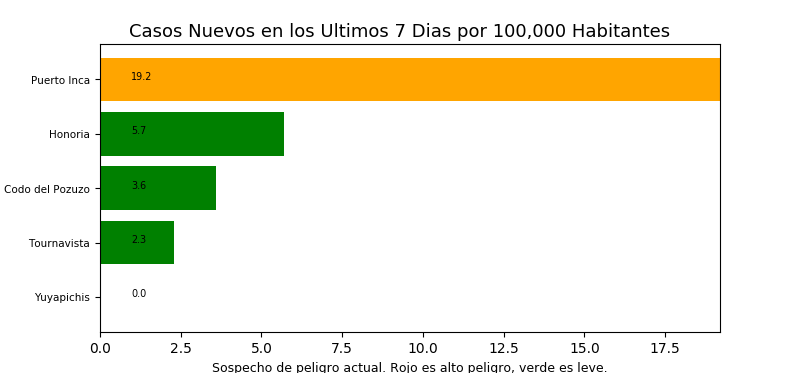 Casos Nuevos en los Ultimos 7 Dias por 100,000 Habitantes
Puerto Inca 19.2
Honoria 5.7
Codo del Pozuzo 3.6
Tournavista 2.3
Yuyapichis 0.0
0.0 2.5 5.0 7.5 10.0 12.5 15.0 17.5
Sospecho de peligro actual. Rojo es alto peligro, verde es leve.